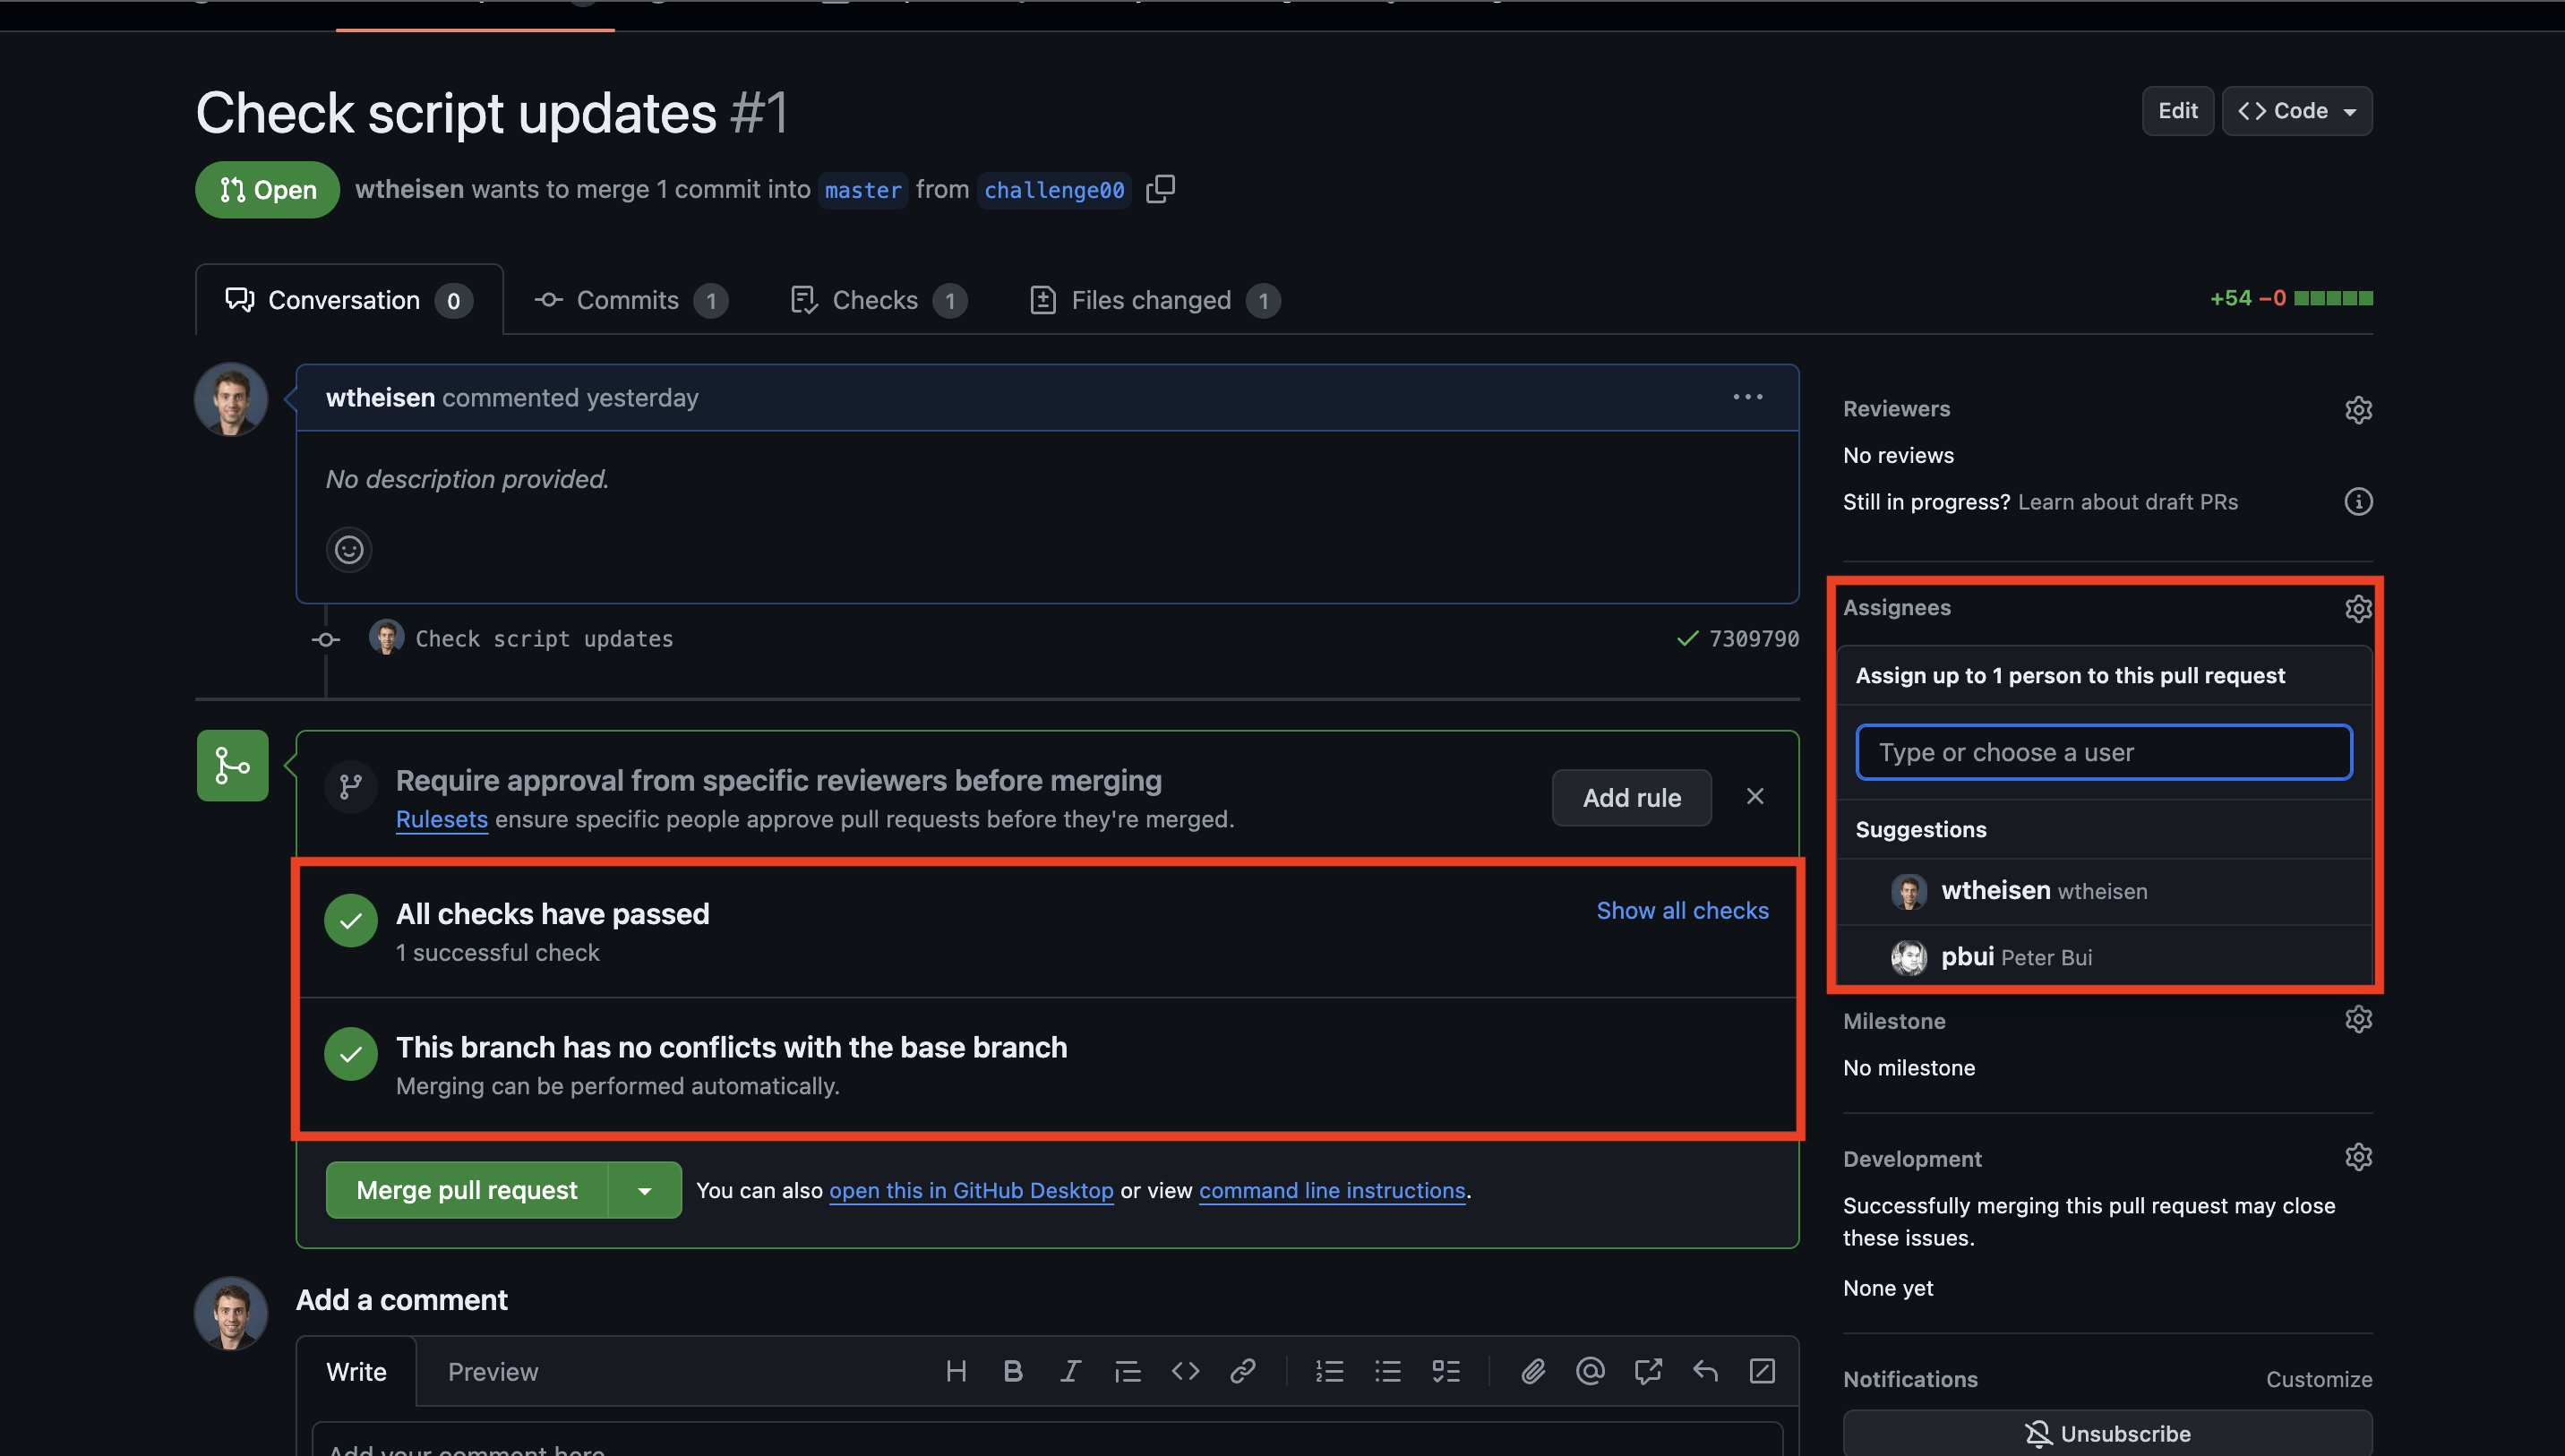 Check script updates #1
Edit
Code
Open
wtheisen wants to merge 1 commit into master from challenge00
Conversation 0
Commits 1
Checks 1
Files changed 1
+54 −0
wtheisen commented yesterday
No description provided.
Check script updates
7309790
Require approval from specific reviewers before merging
Rulesets ensure specific people approve pull requests before they're merged.
Add rule
All checks have passed
1 successful check
Show all checks
This branch has no conflicts with the base branch
Merging can be performed automatically.
Merge pull request
You can also open this in GitHub Desktop or view command line instructions.
Add a comment
Write
Preview
Add your comment here
Reviewers
No reviews
Still in progress? Learn about draft PRs
Assignees
Assign up to 1 person to this pull request
Type or choose a user
Suggestions
wtheisen wtheisen
pbui Peter Bui
Milestone
No milestone
Development
Successfully merging this pull request may close
these issues.
None yet
Notifications
Customize
Unsubscribe